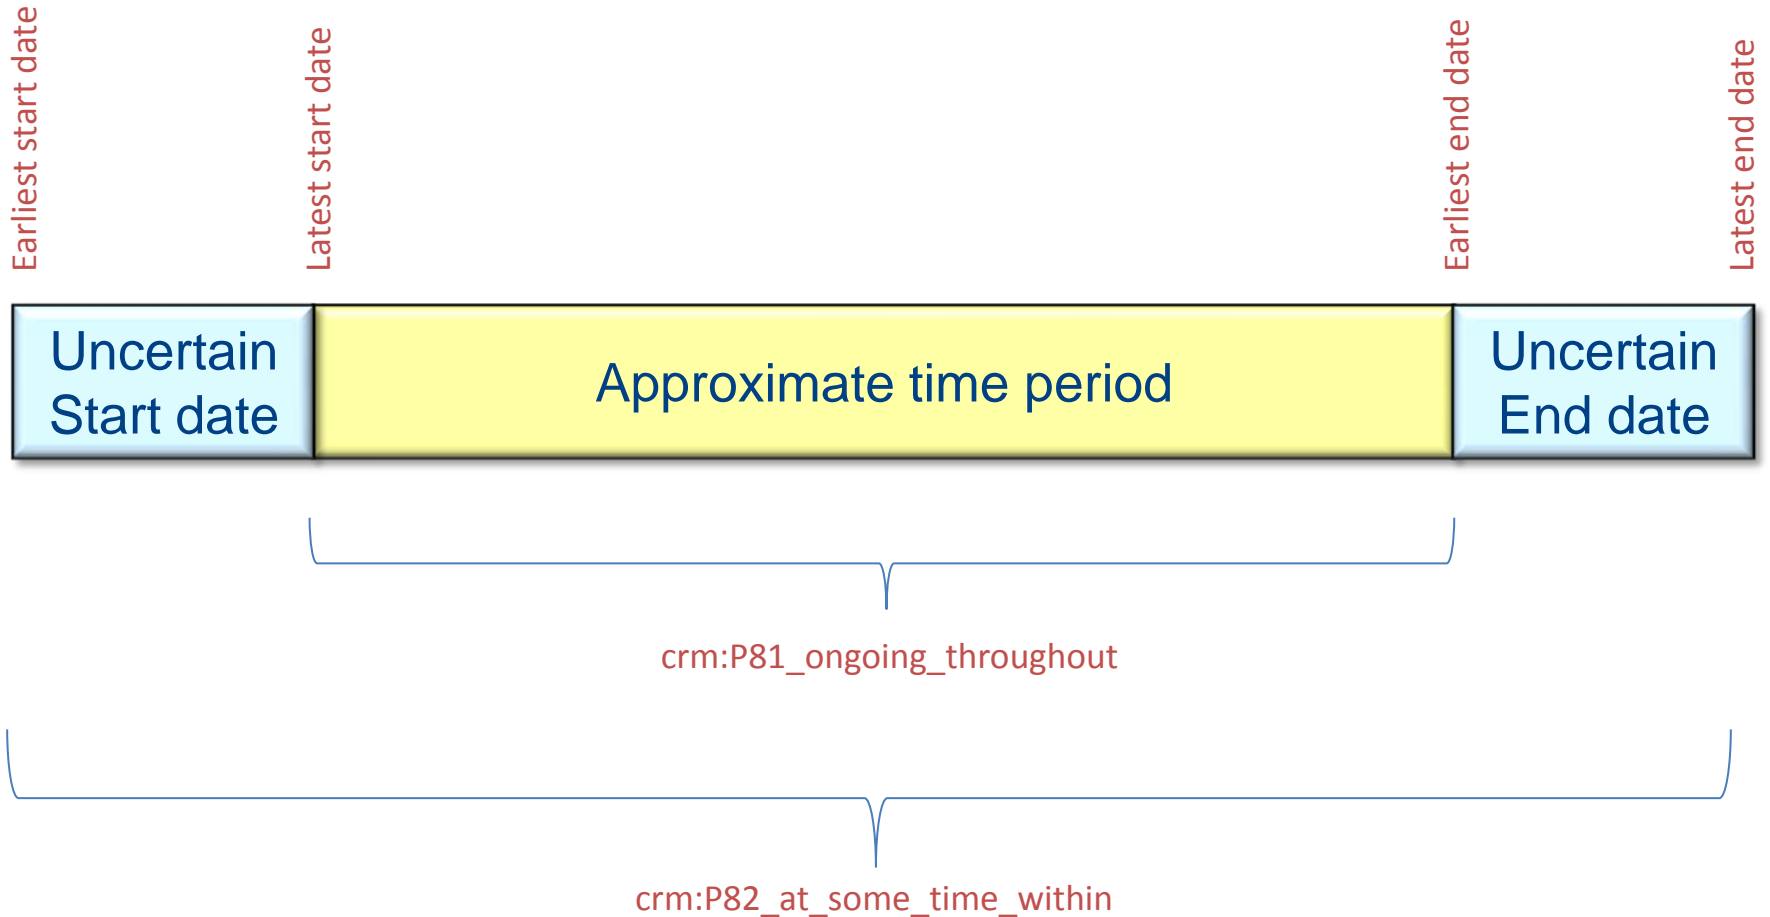 Earliest start date
Latest start date
Earliest end date
Latest end date
Uncertain
Start date
Approximate time period
Uncertain
End date
crm:P81_ongoing_throughout
crm:P82_at_some_time_within